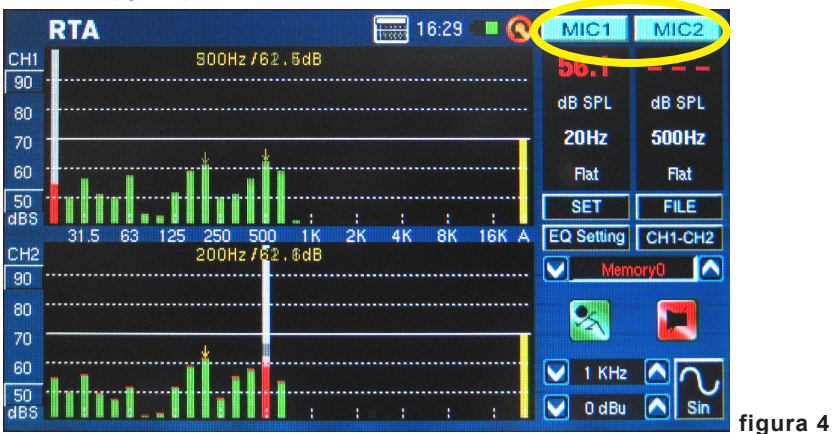 RTA 16:29 MIC1 MIC2
CH1 500Hz/62.5dB 56.1 - - -
90
80 dB SPL dB SPL
70 20Hz 500Hz
60 Flat Flat
50 SET FILE
dBS
31.5 63 125 250 500 1K 2K 4K 8K 16K A EQ Setting CH1-CH2
CH2 200Hz/62.6dB
90 Memory0
80
70
60 1 KHz
50 0 dBu Sin
dBS
figura 4